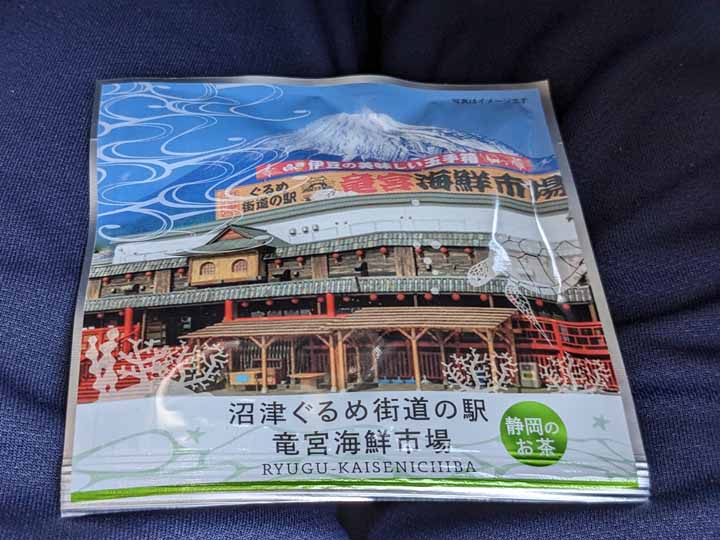 写真はイメージです
伊豆の美味しい玉手箱
ぐるめ
街道の駅
竜宮海鮮市場
沼津ぐるめ街道の駅
竜宮海鮮市場
RYUGU-KAISENICHIBA
静岡の
お茶